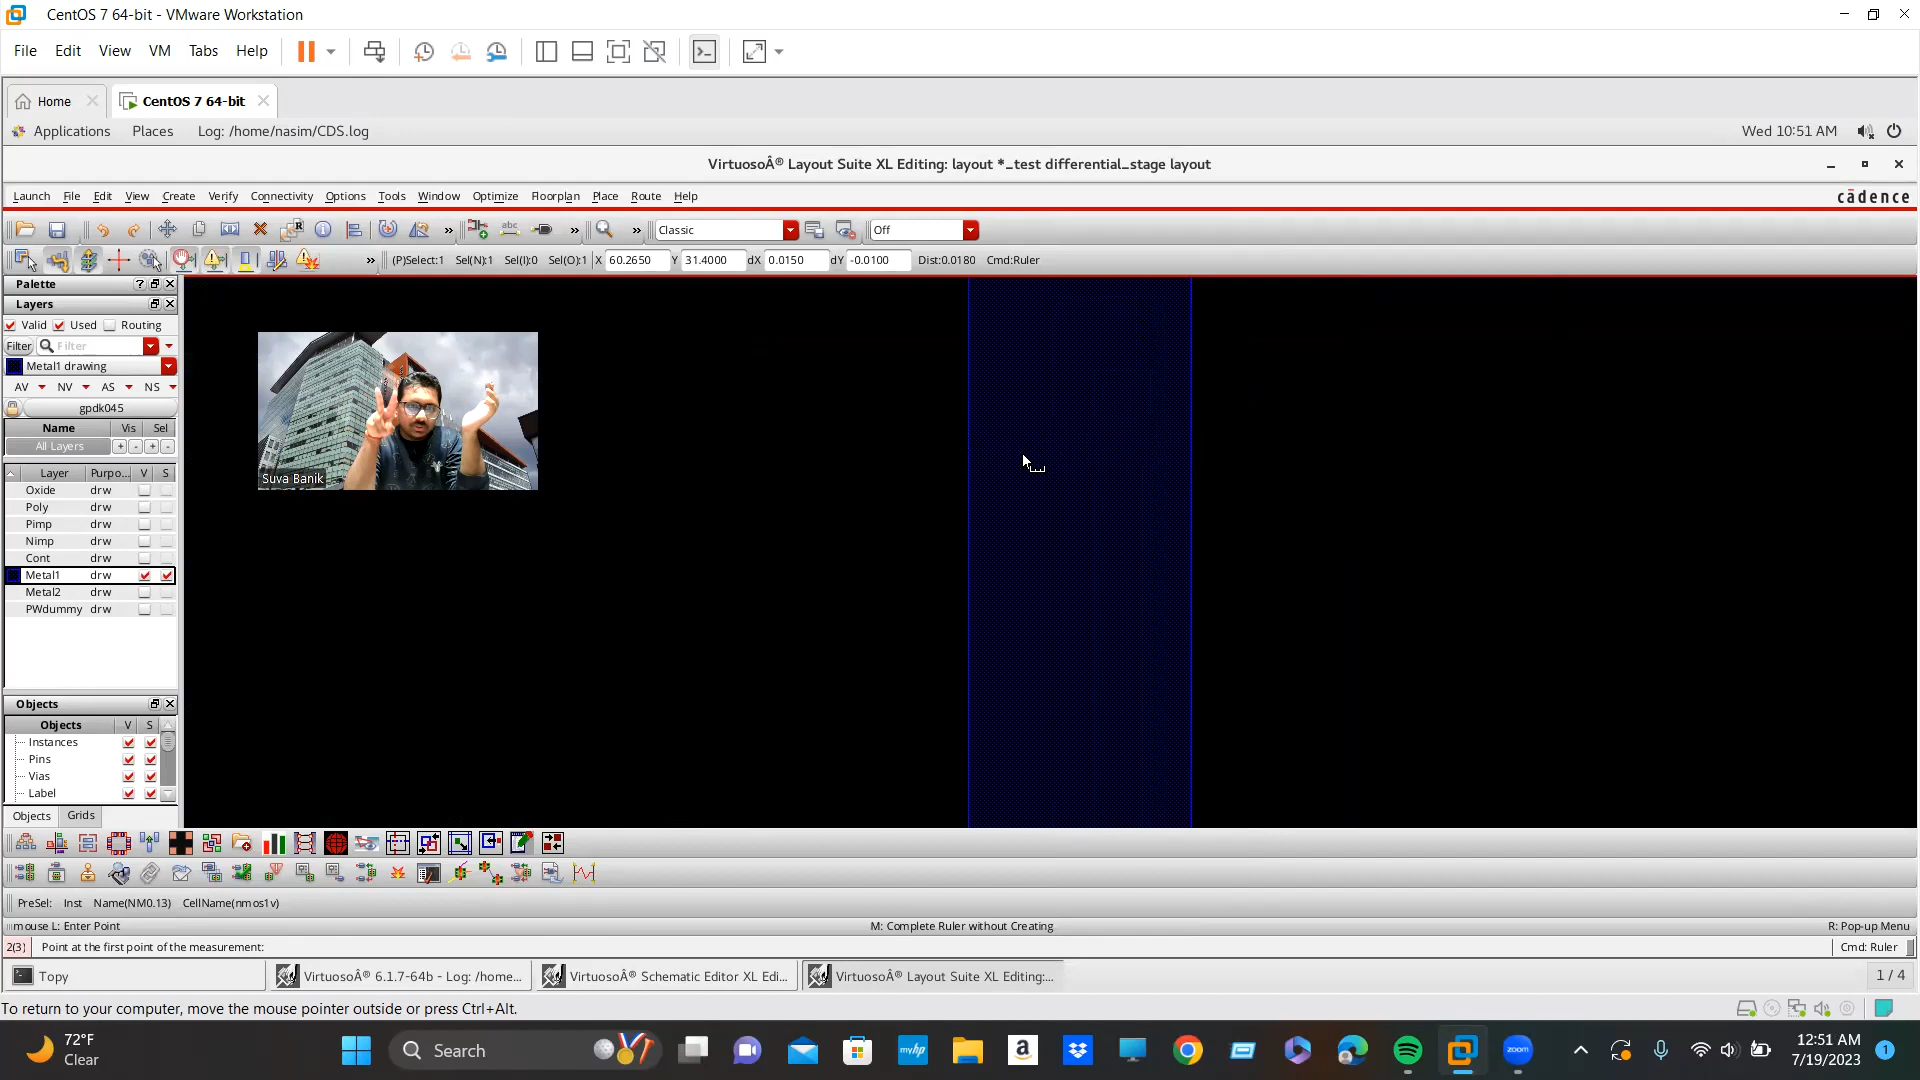 CentOS 7 64-bit - VMware Workstation
File Edit View VM Tabs Help
Home CentOS 7 64-bit
Applications Places Log: /home/nasim/CDS.log Wed 10:51 AM
VirtuosoÂ® Layout Suite XL Editing: layout *_test differential_stage layout
Launch File Edit View Create Verify Connectivity Options Tools Window Optimize Floorplan Place Route Help cādence
abc » » » Classic Off
» (P)Select:1 Sel(N):1 Sel(I):0 Sel(O):1 X 60.2650 Y 31.4000 dX 0.0150 dY -0.0100 Dist:0.0180 Cmd:Ruler
Palette ?
Layers
Valid Used Routing
Filter Filter
Metal1 drawing
AV NV AS NS
gpdk045
Name Vis Sel
All Layers + - + -
Layer Purpo... V S
Oxide drw
Poly drw
Pimp drw
Nimp drw
Cont drw
Metal1 drw
Metal2 drw
PWdummy drw
Suva Banik
Objects
Objects V S
Instances
Pins
Vias
Label
Objects Grids
PreSel: Inst Name(NM0.13) CellName(nmos1v)
mouse L: Enter Point M: Complete Ruler without Creating R: Pop-up Menu
2(3) Point at the first point of the measurement: Cmd: Ruler
Topy VirtuosoÂ® 6.1.7-64b - Log: /home... VirtuosoÂ® Schematic Editor XL Edi... VirtuosoÂ® Layout Suite XL Editing:... 1 / 4
To return to your computer, move the mouse pointer outside or press Ctrl+Alt.
72°F
Clear
Search
myhp
a
zoom
12:51 AM
7/19/2023
1